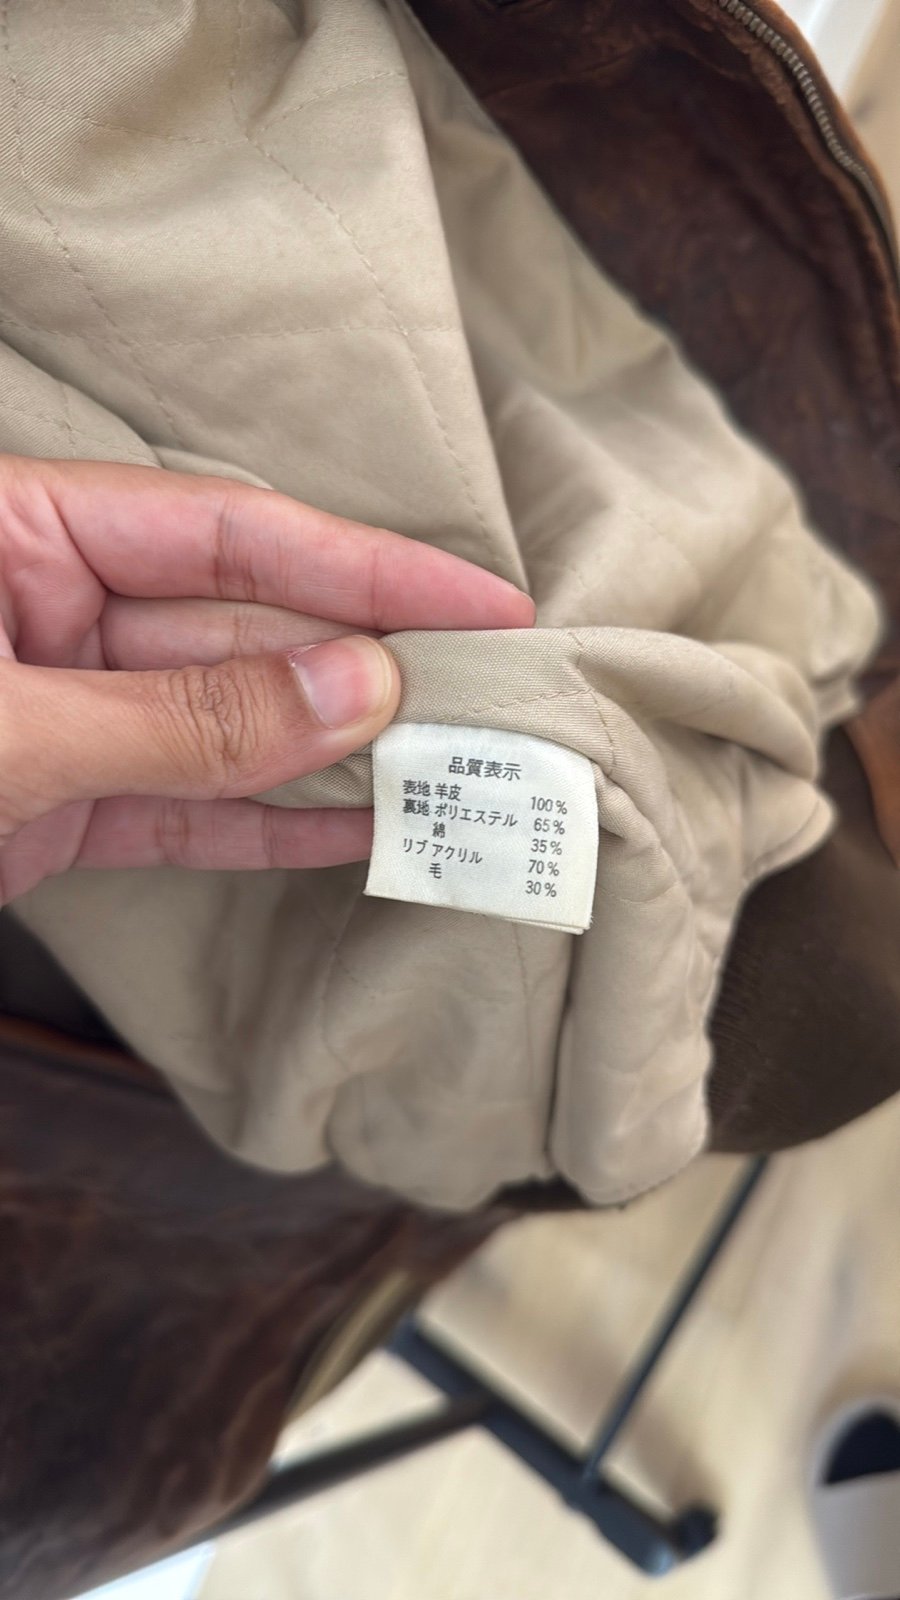 品質表示
表地 羊皮 100%
裏地 ポリエステル 65%
綿 35%
リブ アクリル 70%
毛 30%